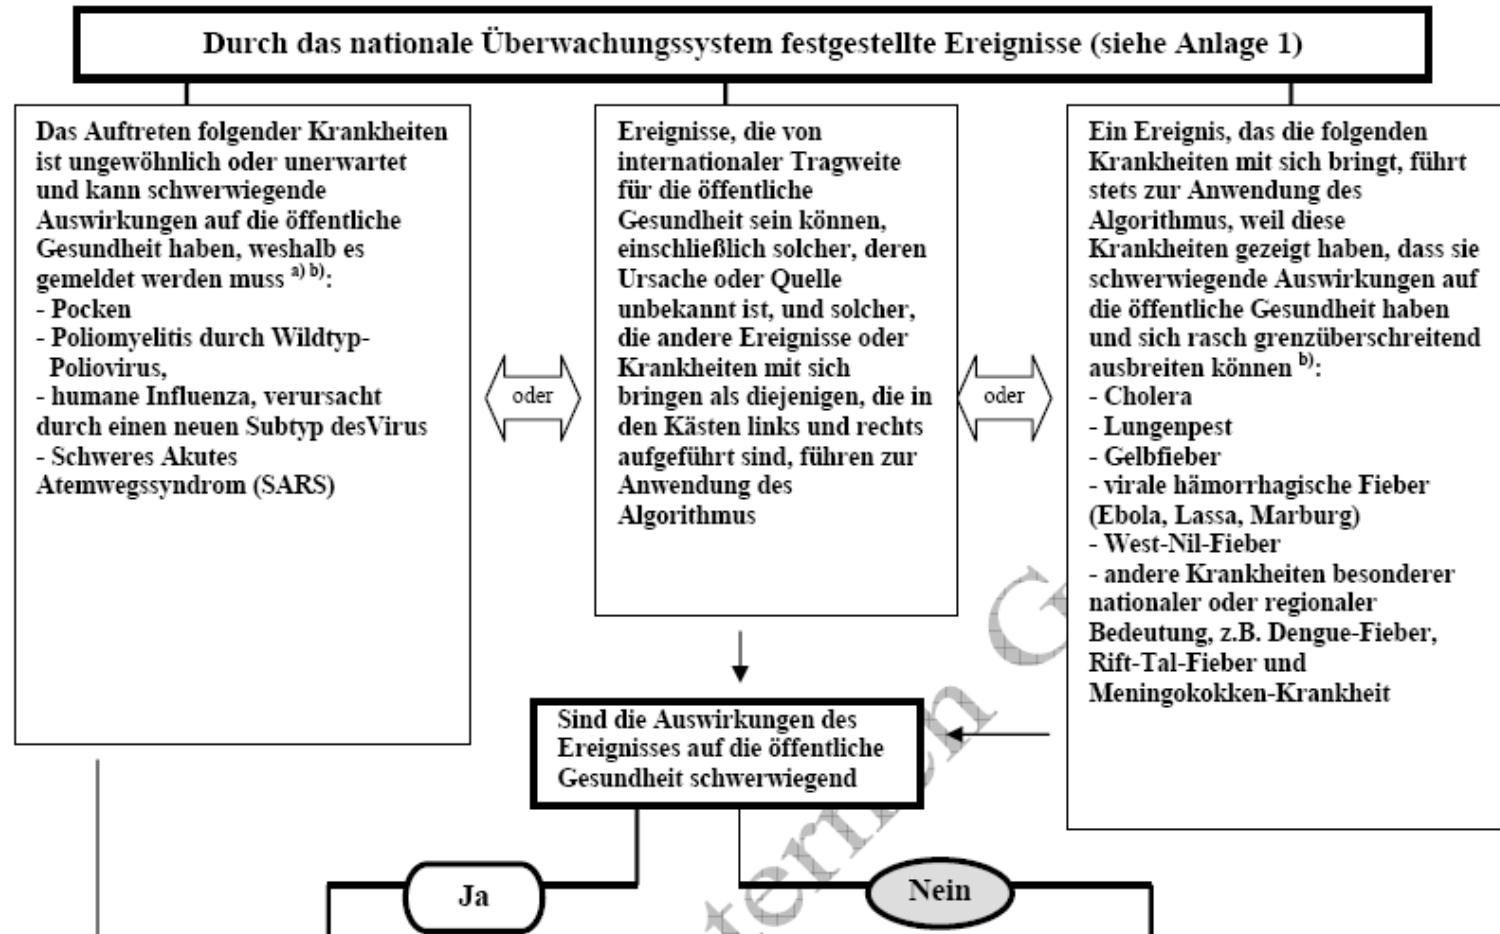 Durch das nationale Überwachungssystem festgestellte Ereignisse (siehe Anlage 1)
Das Auftreten folgender Krankheiten
ist ungewöhnlich oder unerwartet
und kann schwerwiegende
Auswirkungen auf die öffentliche
Gesundheit haben, weshalb es
gemeldet werden muss a) b):
- Pocken
- Poliomyelitis durch Wildtyp-
Poliovirus,
- humane Influenza, verursacht
durch einen neuen Subtyp desVirus
- Schweres Akutes
Atemwegssyndrom (SARS)
oder
Ereignisse, die von
internationaler Tragweite
für die öffentliche
Gesundheit sein können,
einschließlich solcher, deren
Ursache oder Quelle
unbekannt ist, und solcher,
die andere Ereignisse oder
Krankheiten mit sich
bringen als diejenigen, die in
den Kästen links und rechts
aufgeführt sind, führen zur
Anwendung des
Algorithmus
oder
Ein Ereignis, das die folgenden
Krankheiten mit sich bringt, führt
stets zur Anwendung des
Algorithmus, weil diese
Krankheiten gezeigt haben, dass sie
schwerwiegende Auswirkungen auf
die öffentliche Gesundheit haben
und sich rasch grenzüberschreitend
ausbreiten können b):
- Cholera
- Lungenpest
- Gelbfieber
- virale hämorrhagische Fieber
(Ebola, Lassa, Marburg)
- West-Nil-Fieber
- andere Krankheiten besonderer
nationaler oder regionaler
Bedeutung, z.B. Dengue-Fieber,
Rift-Tal-Fieber und
Meningokokken-Krankheit
Sind die Auswirkungen des
Ereignisses auf die öffentliche
Gesundheit schwerwiegend
Ja
Nein